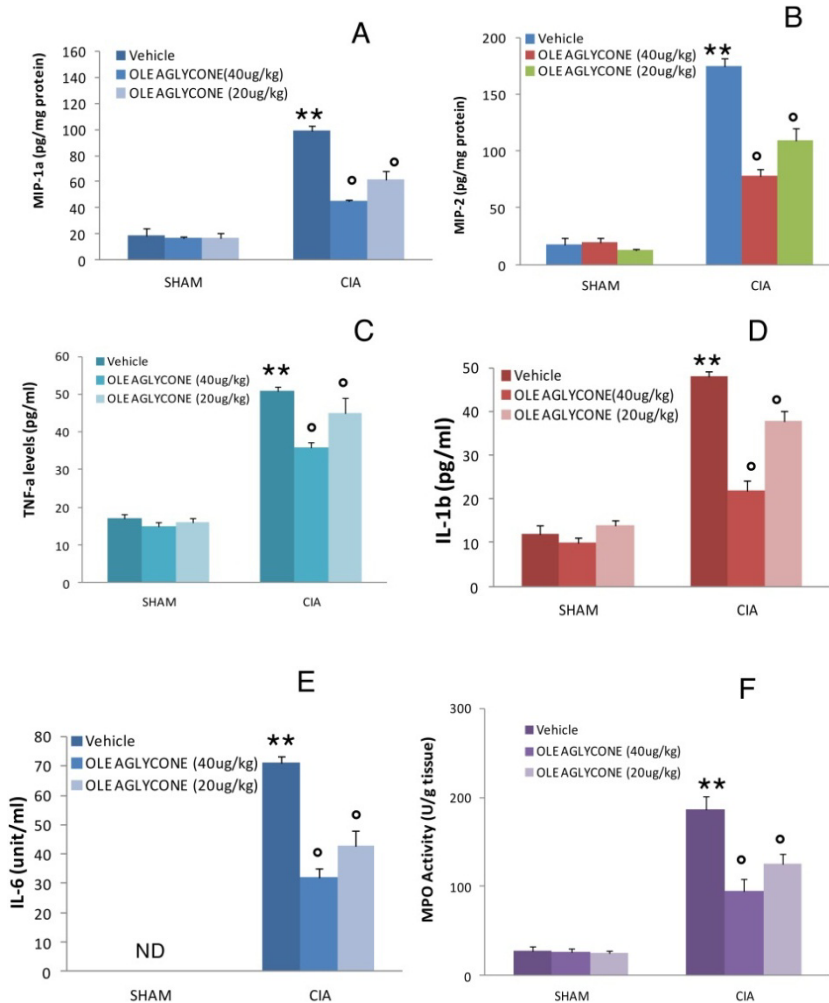 A
MIP-1a (pg/mg protein)
160
140
120
100
80
60
40
20
0
Vehicle
OLE AGLYCONE(40ug/kg)
OLE AGLYCONE (20ug/kg)
**
°
°
SHAM
CIA
B
MIP-2 (pg/mg protein)
200
150
100
50
0
Vehicle
OLE AGLYCONE (40ug/kg)
OLE AGLYCONE (20ug/kg)
**
°
°
SHAM
CIA
C
TNF-a levels (pg/ml)
60
50
40
30
20
10
0
Vehicle
OLE AGLYCONE (40ug/kg)
OLE AGLYCONE (20ug/kg)
**
°
°
SHAM
CIA
D
IL-1b (pg/ml)
50
40
30
20
10
0
Vehicle
OLE AGLYCONE(40ug/kg)
OLE AGLYCONE (20ug/kg)
**
°
°
SHAM
CIA
E
IL-6 (unit/ml)
80
70
60
50
40
30
20
10
0
Vehicle
OLE AGLYCONE (40ug/kg)
OLE AGLYCONE (20ug/kg)
**
°
°
ND
SHAM
CIA
F
MPO Activity (U/g tissue)
300
200
100
0
Vehicle
OLE AGLYCONE (40ug/kg)
OLE AGLYCONE (20ug/kg)
**
°
°
SHAM
CIA